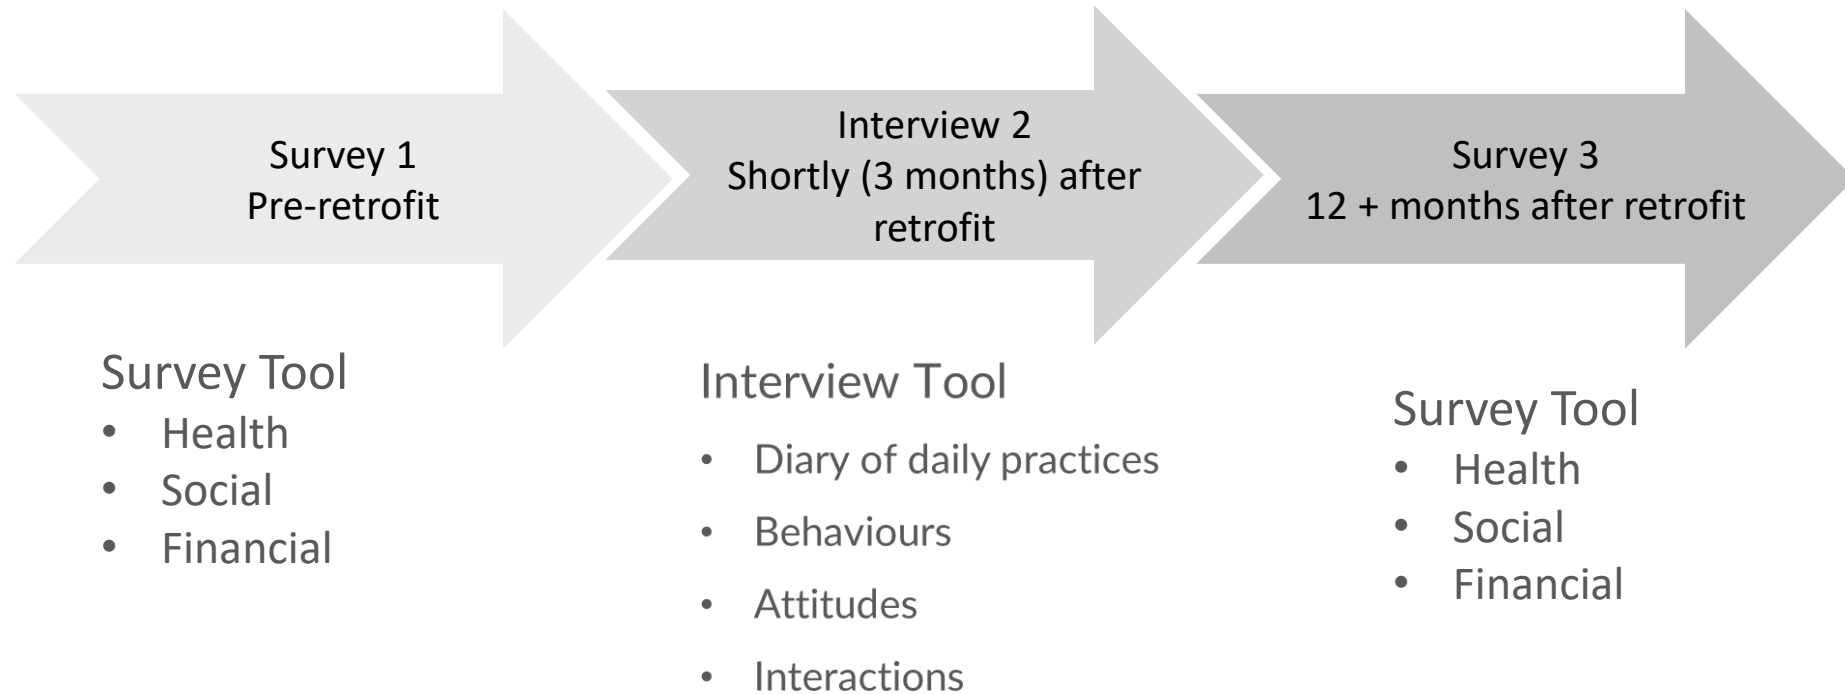 Survey 1
Pre-retrofit
Interview 2
Shortly (3 months) after
retrofit
Survey 3
12 + months after retrofit
Survey Tool
• Health
• Social
• Financial
Interview Tool
• Diary of daily practices
• Behaviours
• Attitudes
• Interactions
Survey Tool
• Health
• Social
• Financial